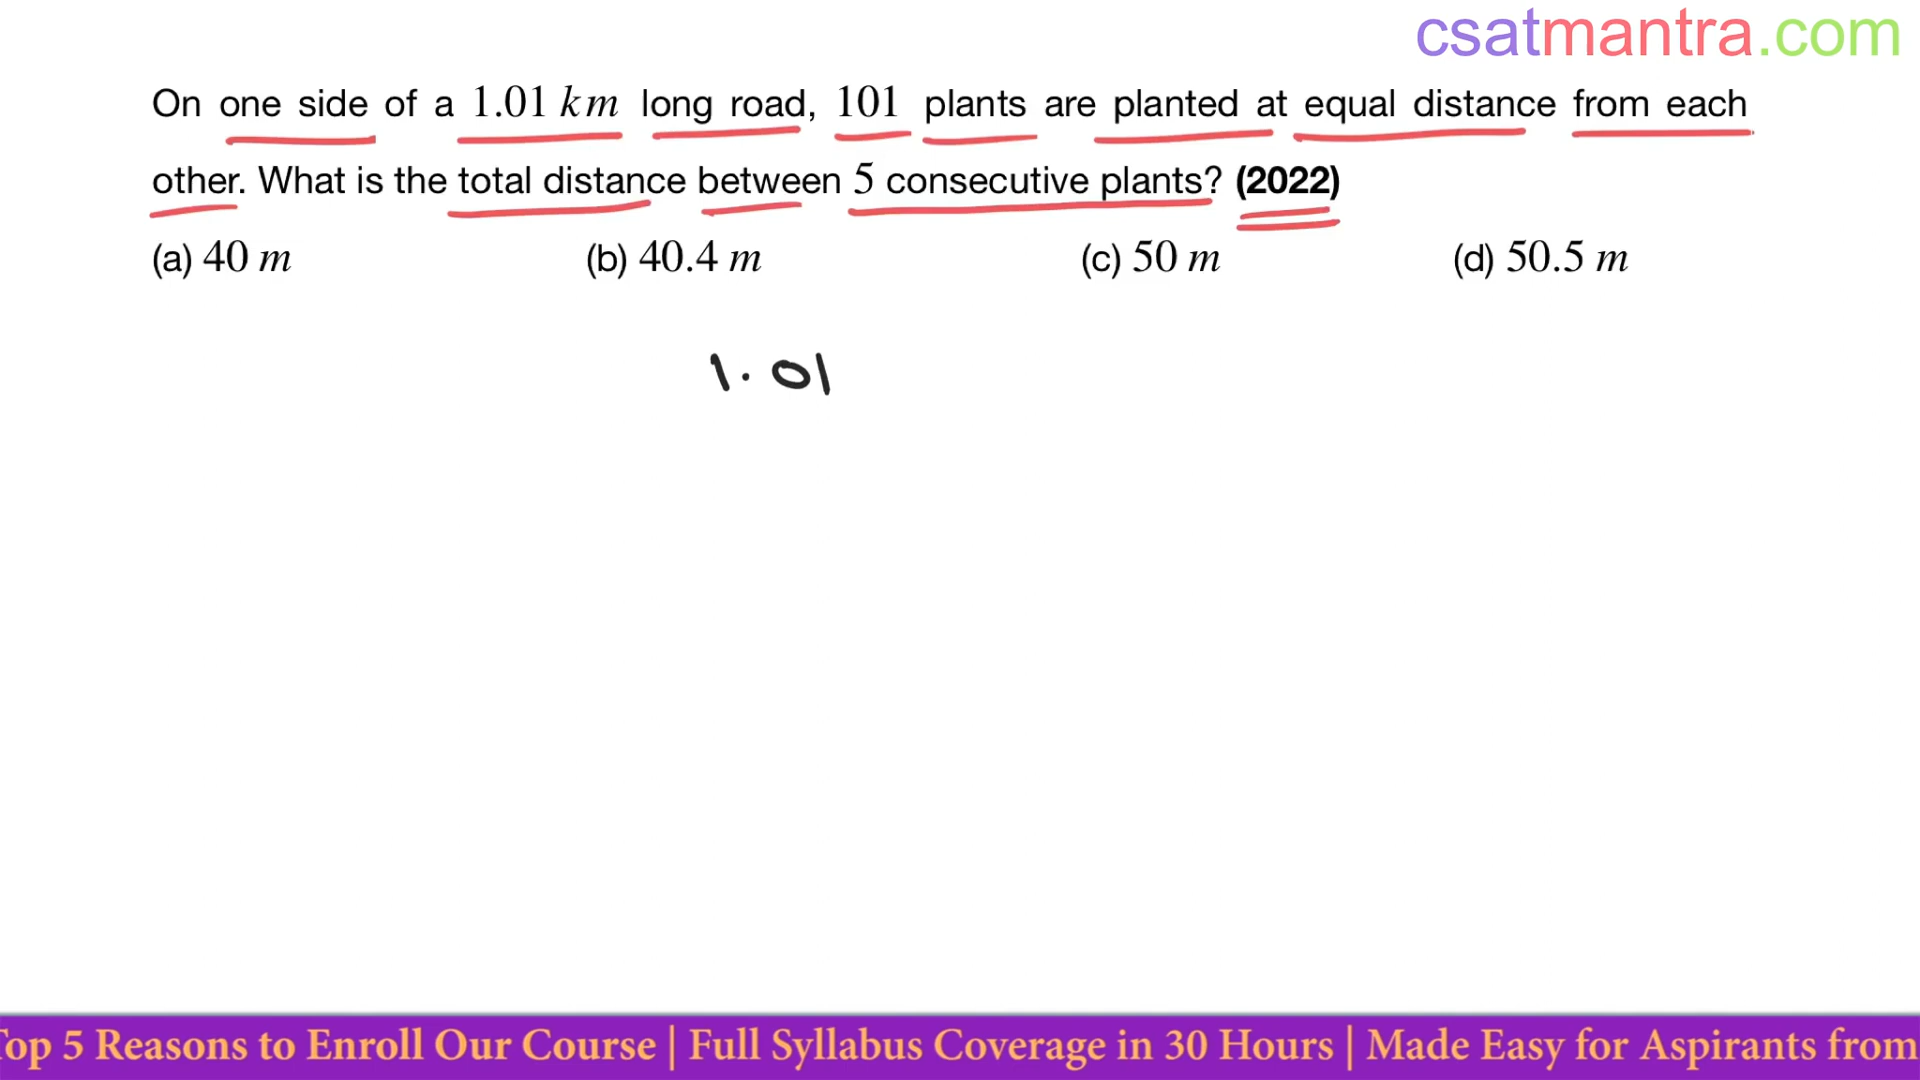 csatmantra.com
On one side of a 1.01 km long road, 101 plants are planted at equal distance from each
other. What is the total distance between 5 consecutive plants? (2022)
(a) 40 m (b) 40.4 m (c) 50 m (d) 50.5 m
1.01
Top 5 Reasons to Enroll Our Course | Full Syllabus Coverage in 30 Hours | Made Easy for Aspirants from